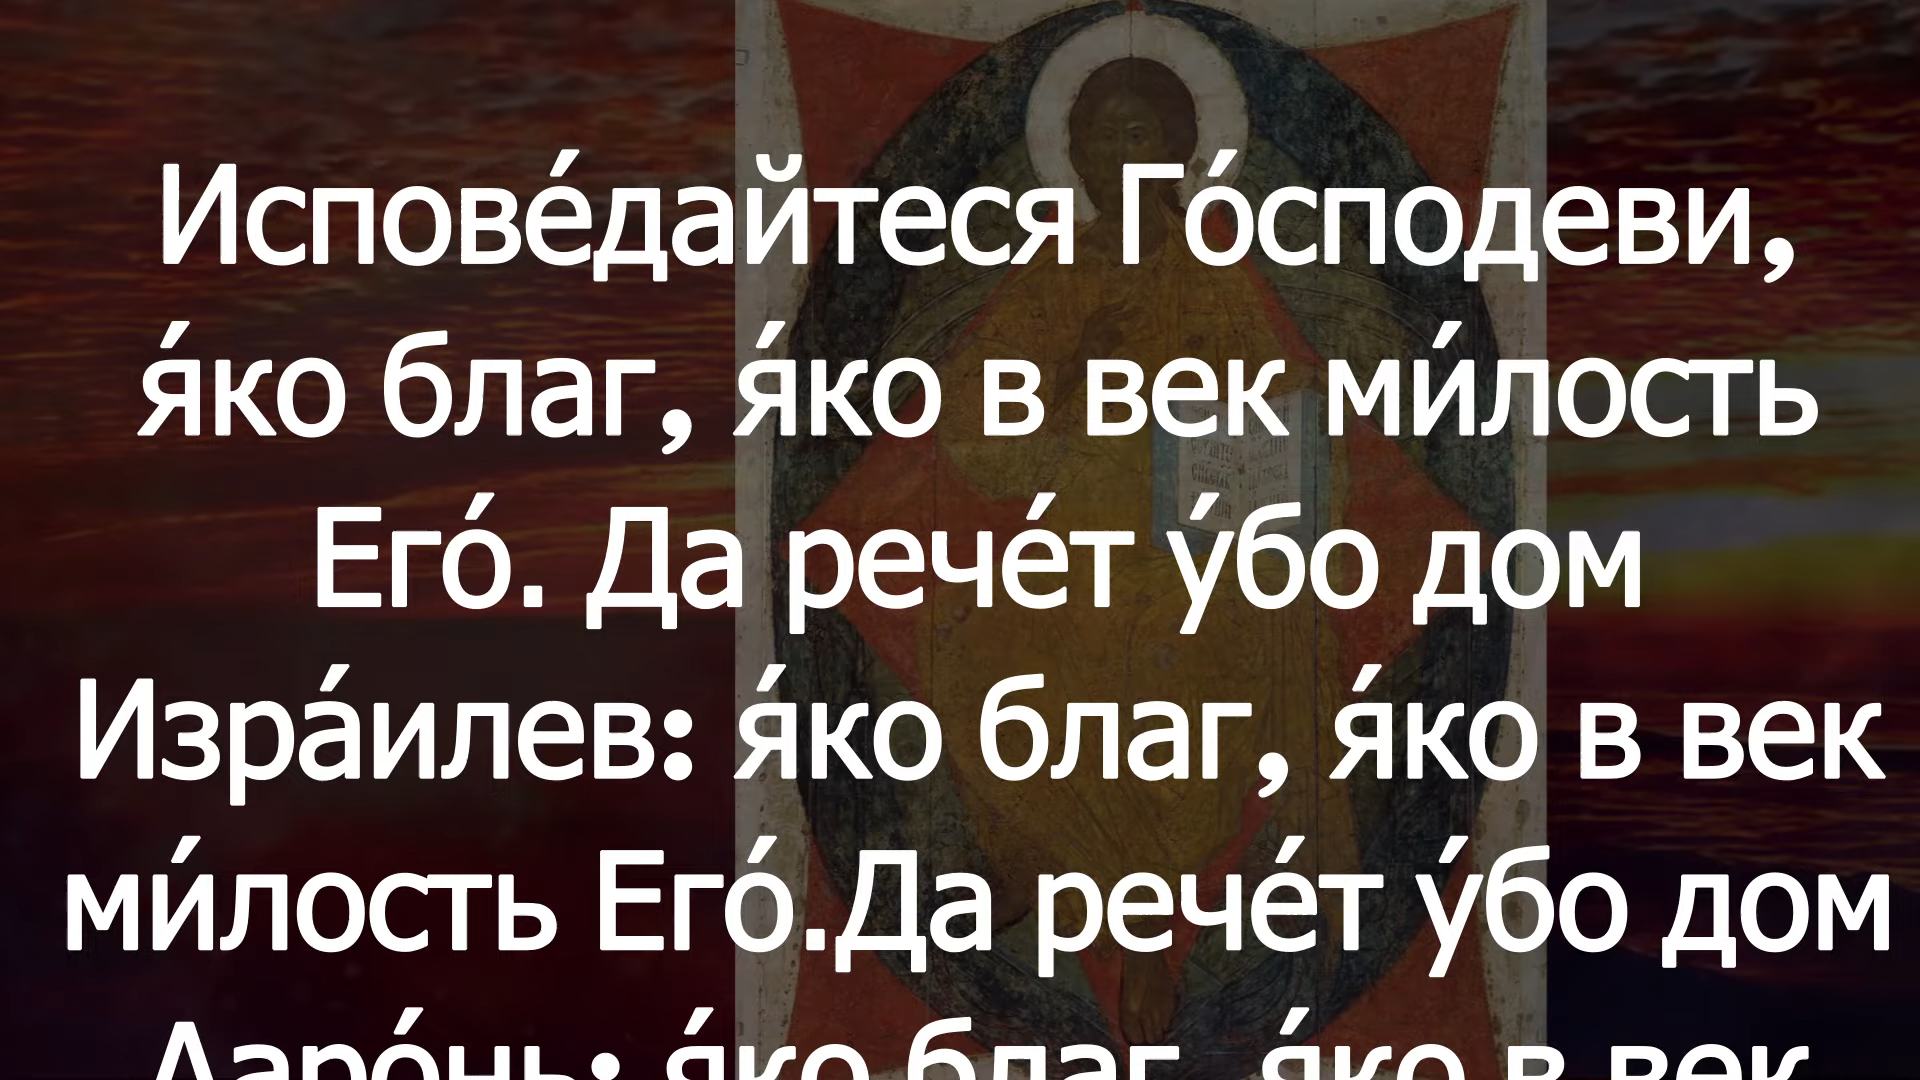 Испове́дайтеся Го́сподеви,
я́ко благ, я́ко в век ми́лость
Его́. Да рече́т у́бо дом
Изра́илев: я́ко благ, я́ко в век
ми́лость Его́.Да рече́т у́бо дом
Ааро́нь: я́ко благ, я́ко в век